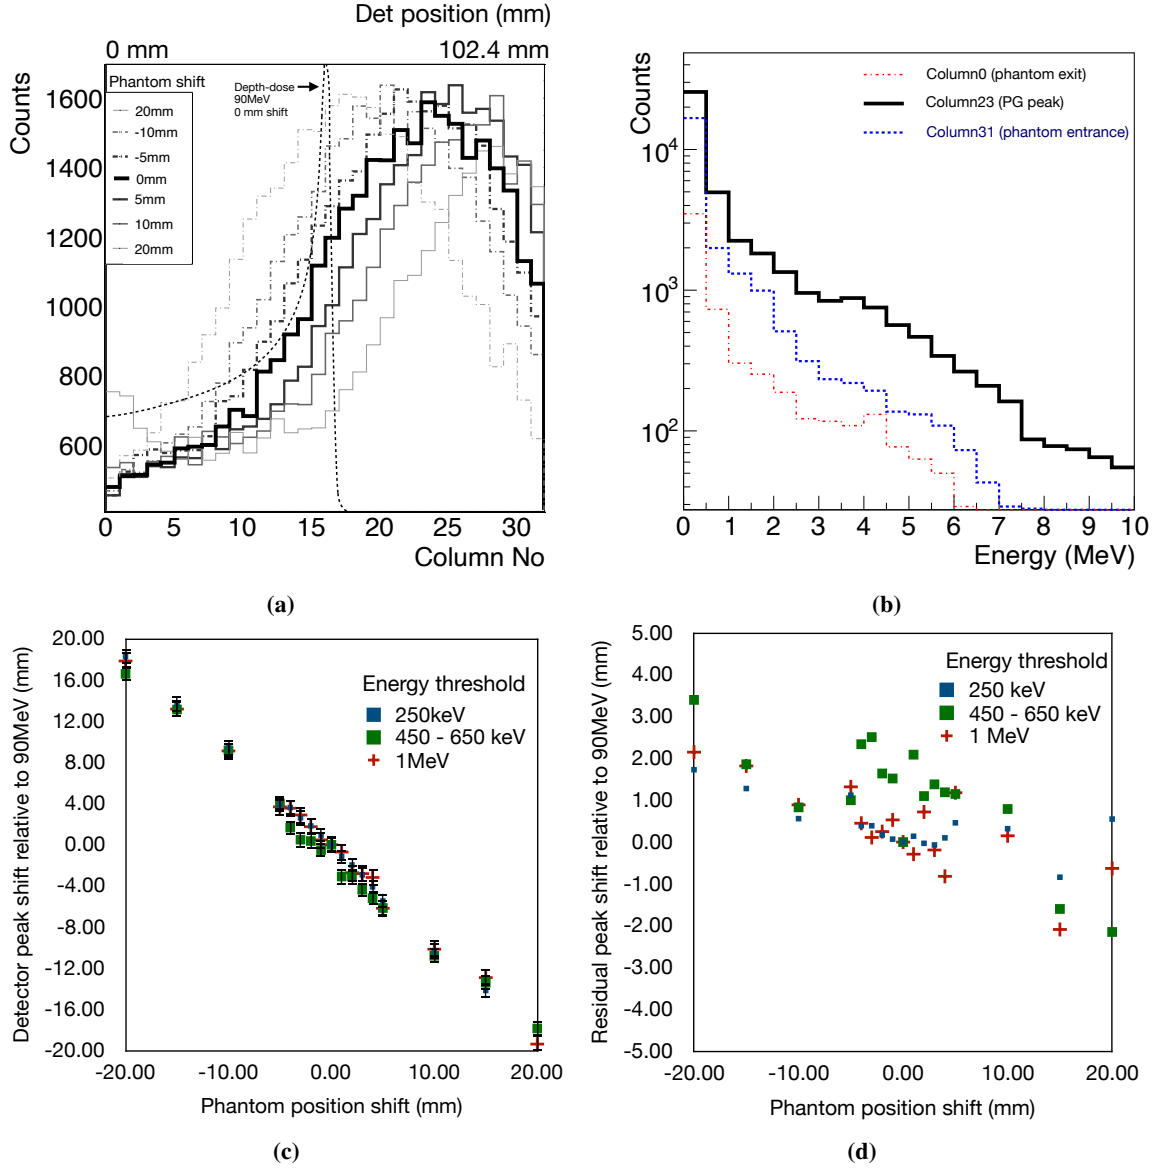 Det position (mm)
0 mm
102.4 mm
Counts
1600
1400
1200
1000
800
600
Phantom shift
20mm
-10mm
-5mm
0mm
5mm
10mm
20mm
Depth-dose
90MeV
0 mm shift
0
5
10
15
20
25
30
Column No
(a)
Counts
10^4
10^3
10^2
Column0 (phantom exit)
Column23 (PG peak)
Column31 (phantom entrance)
0
1
2
3
4
5
6
7
8
9
10
Energy (MeV)
(b)
Detector peak shift relative to 90MeV (mm)
20.00
16.00
12.00
8.00
4.00
0.00
-4.00
-8.00
-12.00
-16.00
-20.00
Energy threshold
250keV
450 - 650 keV
1MeV
-20.00
-10.00
0.00
10.00
20.00
Phantom position shift (mm)
(c)
Residual peak shift relative to 90MeV (mm)
5.00
4.00
3.00
2.00
1.00
0.00
-1.00
-2.00
-3.00
-4.00
-5.00
Energy threshold
250 keV
450 - 650 keV
1 MeV
-20.00
-10.00
0.00
10.00
20.00
Phantom position shift (mm)
(d)